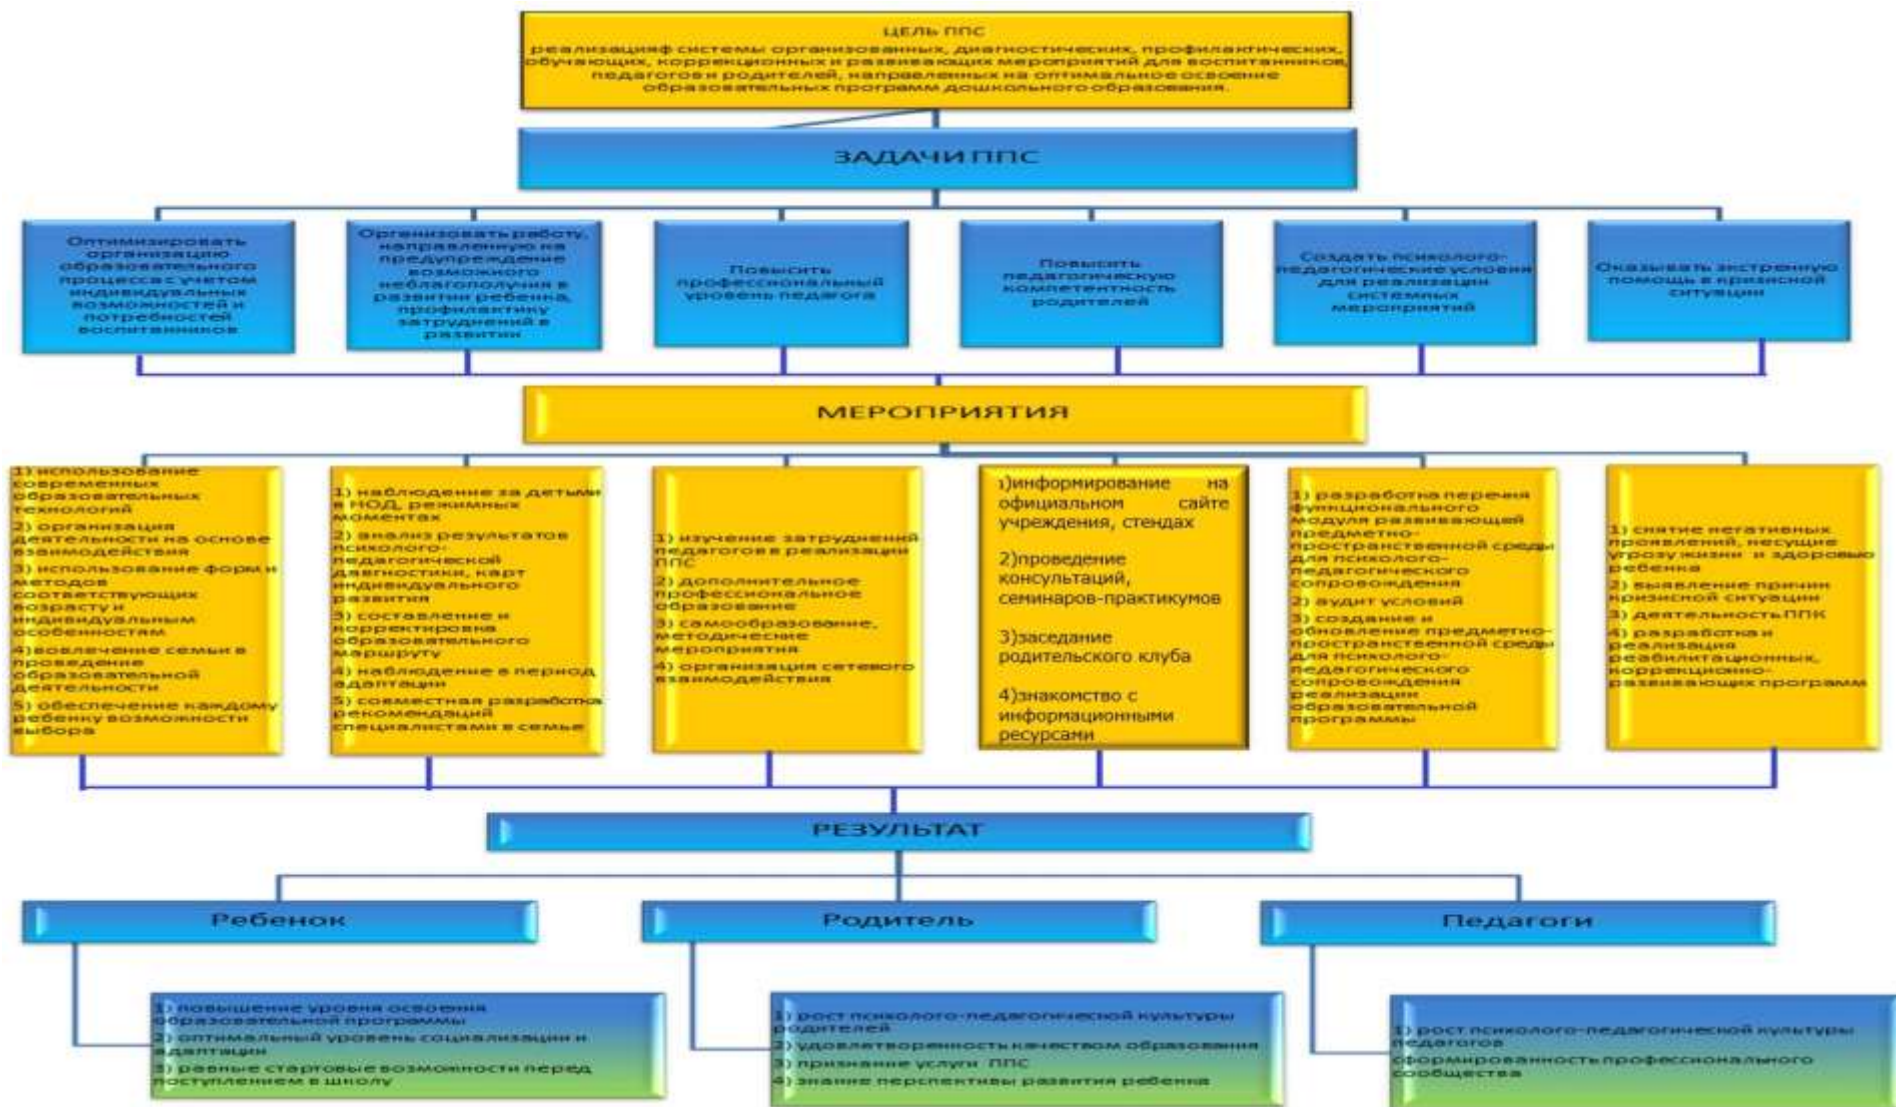 ЦЕЛЬ ППС
реализацияф системы организованных, диагностических, профилактических,
обучающих, коррекционных и развивающих мероприятий для воспитанников,
педагогов и родителей, направленных на оптимальное освоение
образовательных программ дошкольного образования.
ЗАДАЧИ ППС
Оптимизировать
организацию
образовательного
процесса с учетом
индивидуальных
возможностей и
потребностей
воспитанников
Организовать работу,
направленную на
предупреждение
возможного
неблагополучия в
развитии ребенка,
профилактику
затруднений в
развитии
Повысить
профессиональный
уровень педагога
Повысить
педагогическую
компетентность
родителей
Создать психолого-
педагогические условия
для реализации
системных
мероприятий
Оказывать экстренную
помощь в кризисной
ситуации
МЕРОПРИЯТИЯ
1) использование
современных
образовательных
технологий
2) организация
деятельности на основе
взаимодействия
3) использование форм и
методов
соответствующих
возрасту и
индивидуальным
особенностям
4)вовлечение семьи в
проведение
образовательной
деятельности
5) обеспечение каждому
ребенку возможности
выбора
1) наблюдение за детьми
в НОД, режимных
моментах
2) анализ результатов
психолого-
педагогической
диагностики, карт
индивидуального
развития
3) составление и
корректировка
образовательного
маршруту
4) наблюдение в период
адаптации
5) совместная разработка
рекомендаций
специалистами в семье
1) изучение затруднений
педагогов в реализации
ППС
2) дополнительное
профессиональное
образование
3) самообразование,
методические
мероприятия
4) организация сетевого
взаимодействия
1)информирование на
официальном сайте
учреждения, стендах
2)проведение
консультаций,
семинаров-практикумов
3)заседание
родительского клуба
4)знакомство с
информационными
ресурсами
1) разработка перечня
функционального
модуля развивающей
предметно-
пространственной среды
для психолого-
педагогического
сопровождения
2) аудит условий
3) создание и
обновление предметно-
пространственной среды
для психолого-
педагогического
сопровождения
реализации
образовательной
программы
1) снятие негативных
проявлений, несущие
угрозу жизни и здоровью
ребенка
2) выявление причин
кризисной ситуации
3) деятельность ППК
4) разработка и
реализация
реабилитационных,
коррекционно-
развивающих программ
РЕЗУЛЬТАТ
Ребенок
Родитель
Педагоги
1) повышение уровня освоения
образовательной программы
2) оптимальный уровень социализации и
адаптации
3) равные стартовые возможности перед
поступлением в школу
1) рост психолого-педагогической культуры
родителей
2) удовлетворенность качеством образования
3) признание услуги ППС
4) знание перспективы развития ребенка
1) рост психолого-педагогической культуры
педагогов
сформированность профессионального
сообщества